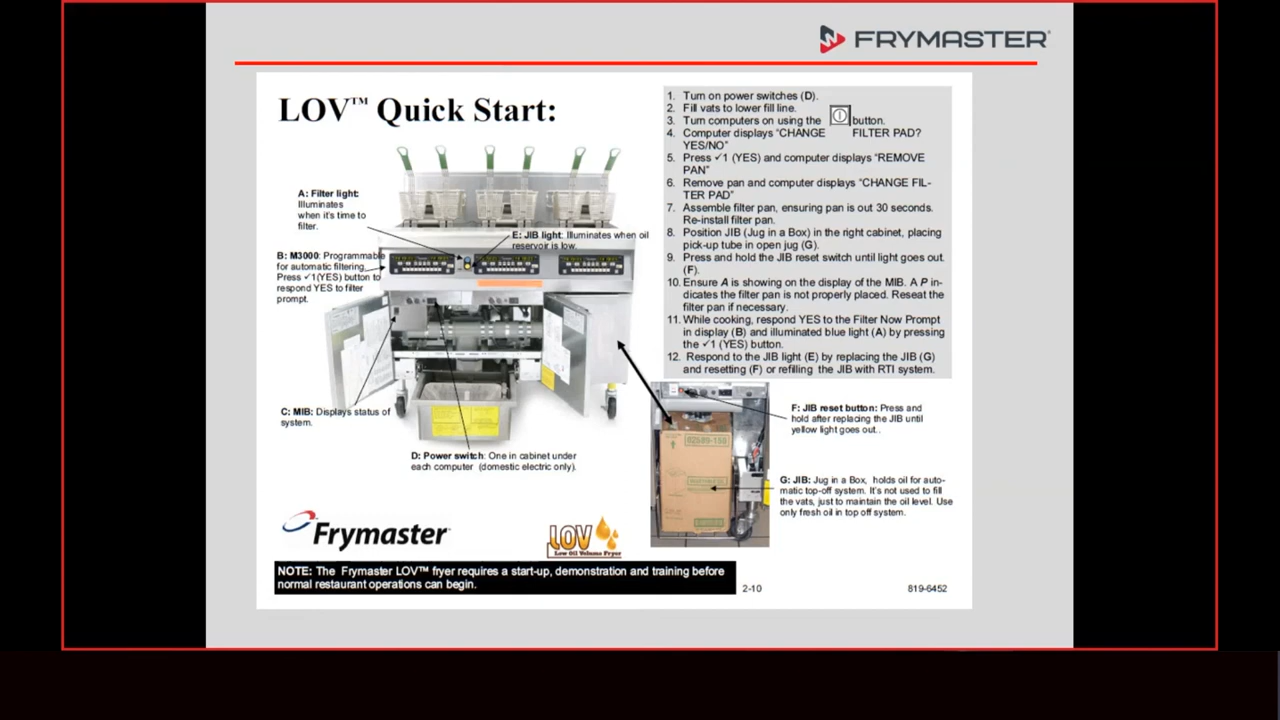 FRYMASTER
LOV™ Quick Start:
A: Filter light:
Illuminates
when it's time to
filter.
E: JIB light: Illuminates when oil
reservoir is low.
B: M3000: Programmable
for automatic filtering.
Press ✓1(YES) button to
respond YES to filter
prompt.
C: MIB: Displays status of
system.
D: Power switch: One in cabinet under
each computer (domestic electric only).
1. Turn on power switches (D).
2. Fill vats to lower fill line.
3. Turn computers on using the button.
4. Computer displays "CHANGE FILTER PAD?
YES/NO"
5. Press ✓1 (YES) and computer displays "REMOVE
PAN"
6. Remove pan and computer displays "CHANGE FIL-
TER PAD"
7. Assemble filter pan, ensuring pan is out 30 seconds.
Re-install filter pan.
8. Position JIB (Jug in a Box) in the right cabinet, placing
pick-up tube in open jug (G).
9. Press and hold the JIB reset switch until light goes out.
(F).
10. Ensure A is showing on the display of the MIB. A P in-
dicates the filter pan is not properly placed. Reseat the
filter pan if necessary.
11. While cooking, respond YES to the Filter Now Prompt
in display (B) and illuminated blue light (A) by pressing
the ✓1 (YES) button.
12. Respond to the JIB light (E) by replacing the JIB (G)
and resetting (F) or refilling the JIB with RTI system.
F: JIB reset button: Press and
hold after replacing the JIB until
yellow light goes out..
G: JIB: Jug in a Box, holds oil for auto-
matic top-off system. It's not used to fill
the vats, just to maintain the oil level. Use
only fresh oil in top off system.
Frymaster
LOV
Low Oil Volume Fryer
NOTE: The Frymaster LOV™ fryer requires a start-up, demonstration and training before
normal restaurant operations can begin.
2-10
819-6452